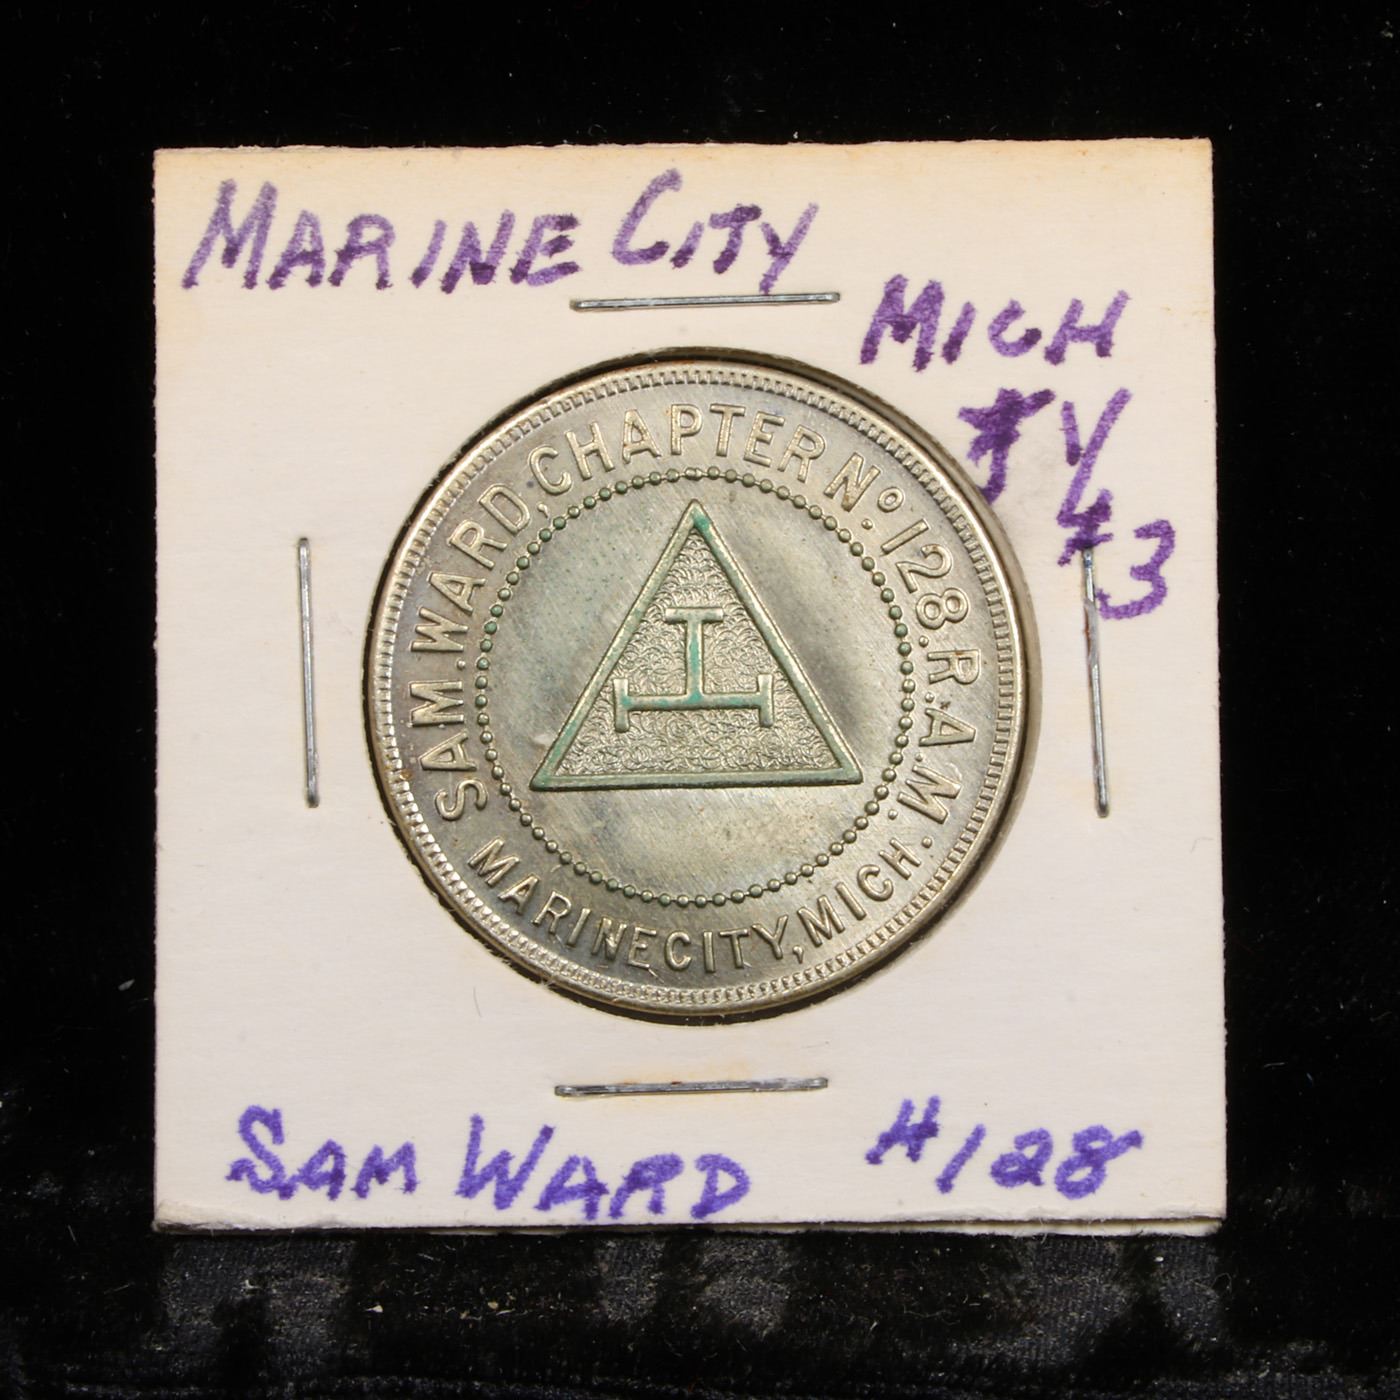 MARINE CITY
MICH
SAM. WARD, CHAPTER No. 128. R. A. M.
MARINE CITY, MICH.
SAM WARD #128